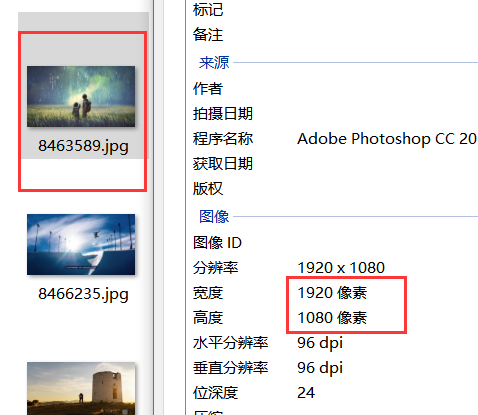 8463589.jpg
8466235.jpg
标记
备注
来源
作者
拍摄日期
程序名称 Adobe Photoshop CC 20
获取日期
版权
图像
图像 ID
分辨率 1920 x 1080
宽度 1920 像素
高度 1080 像素
水平分辨率 96 dpi
垂直分辨率 96 dpi
位深度 24